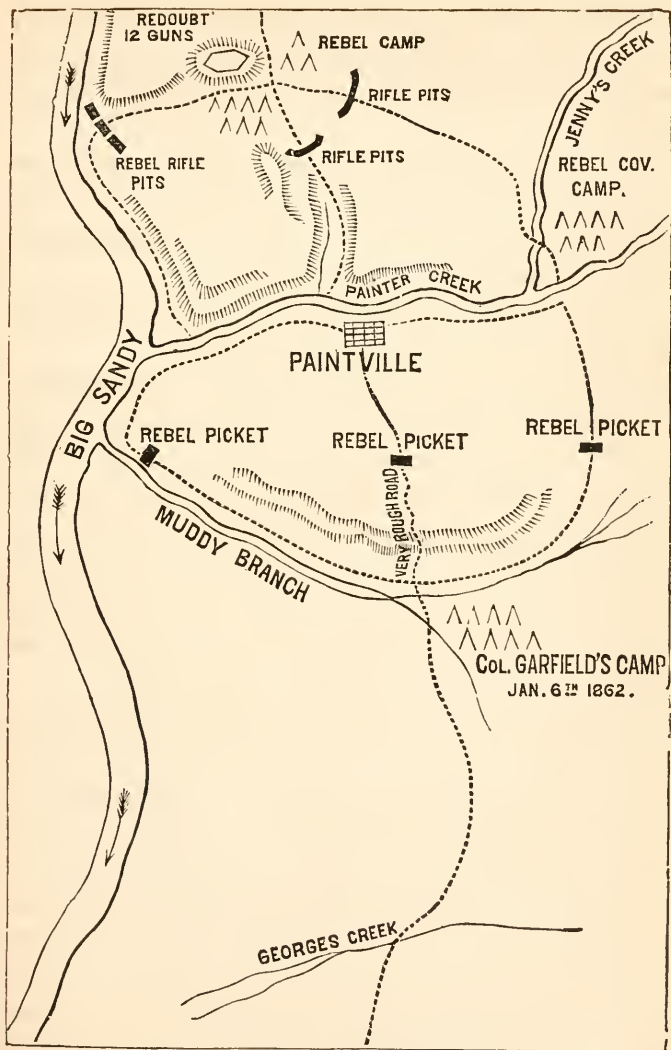 REDOUBT
12 GUNS
REBEL CAMP
RIFLE PITS
JENNY'S CREEK
REBEL RIFLE
PITS
RIFLE PITS
REBEL COV.
CAMP.
PAINTER CREEK
PAINTVILLE
BIG SANDY
REBEL PICKET
REBEL PICKET
REBEL PICKET
VERY ROUGH ROAD
MUDDY BRANCH
COL. GARFIELD'S CAMP
JAN. 6TH 1862.
GEORGES CREEK